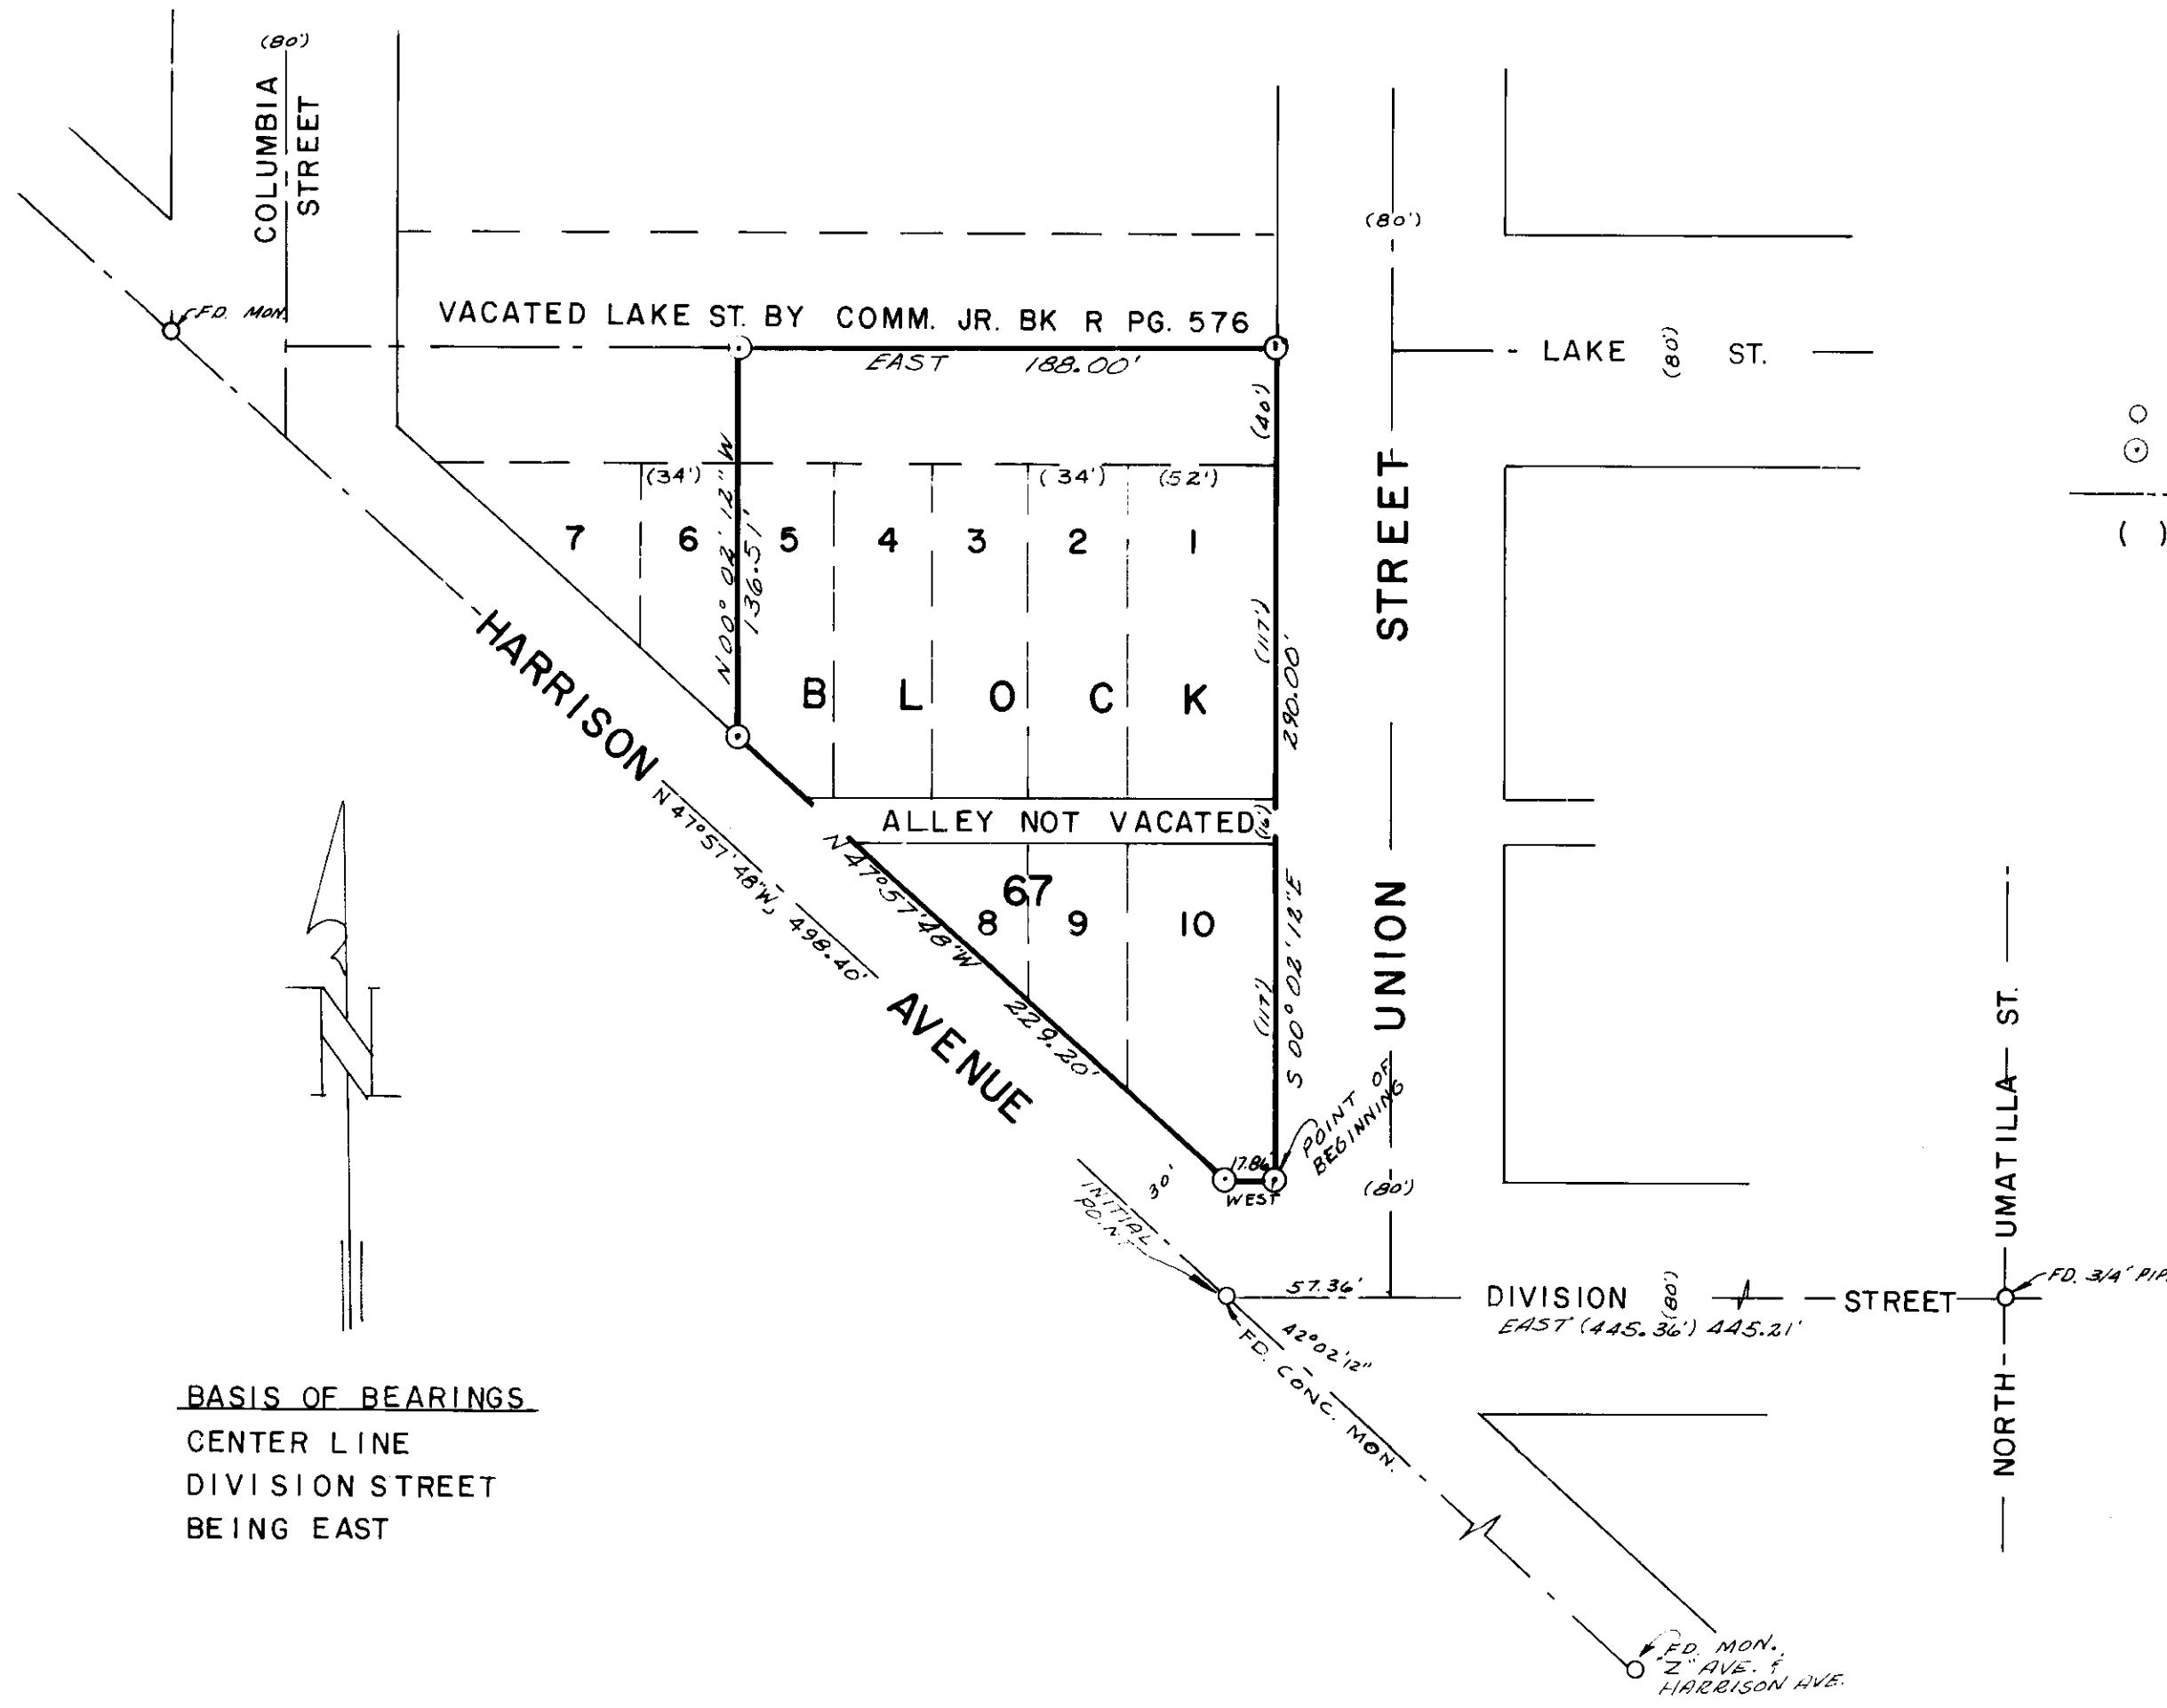 (80')
COLUMBIA
STREET
(80')
FD. MON.
VACATED LAKE ST. BY COMM. JR. BK R PG. 576
EAST 188.00'
LAKE (80') ST.
(40')
(34') (34') (52')
( )
N 00° 02' 12" W
136.51'
7 6 5 4 3 2 1
(117')
290.00'
STREET
B L O C K
HARRISON
N 47° 57' 48" W, 498.40'
ALLEY NOT VACATED
(16')
N 47° 57' 48" W 229.20'
67
8 9 10
(117')
S 00° 02' 12" E
UNION
AVENUE
POINT OF
BEGINNING
UMATILLA ST.
17.86'
WEST
30'
(80')
INITIAL
POINT
57.36'
DIVISION (80') STREET
EAST (445.36') 445.21'
FD. 3/4" PIP
42° 02' 12"
FD. CONC. MON.
NORTH
N
BASIS OF BEARINGS
CENTER LINE
DIVISION STREET
BEING EAST
FD. MON.
"Z" AVE. &
HARRISON AVE.